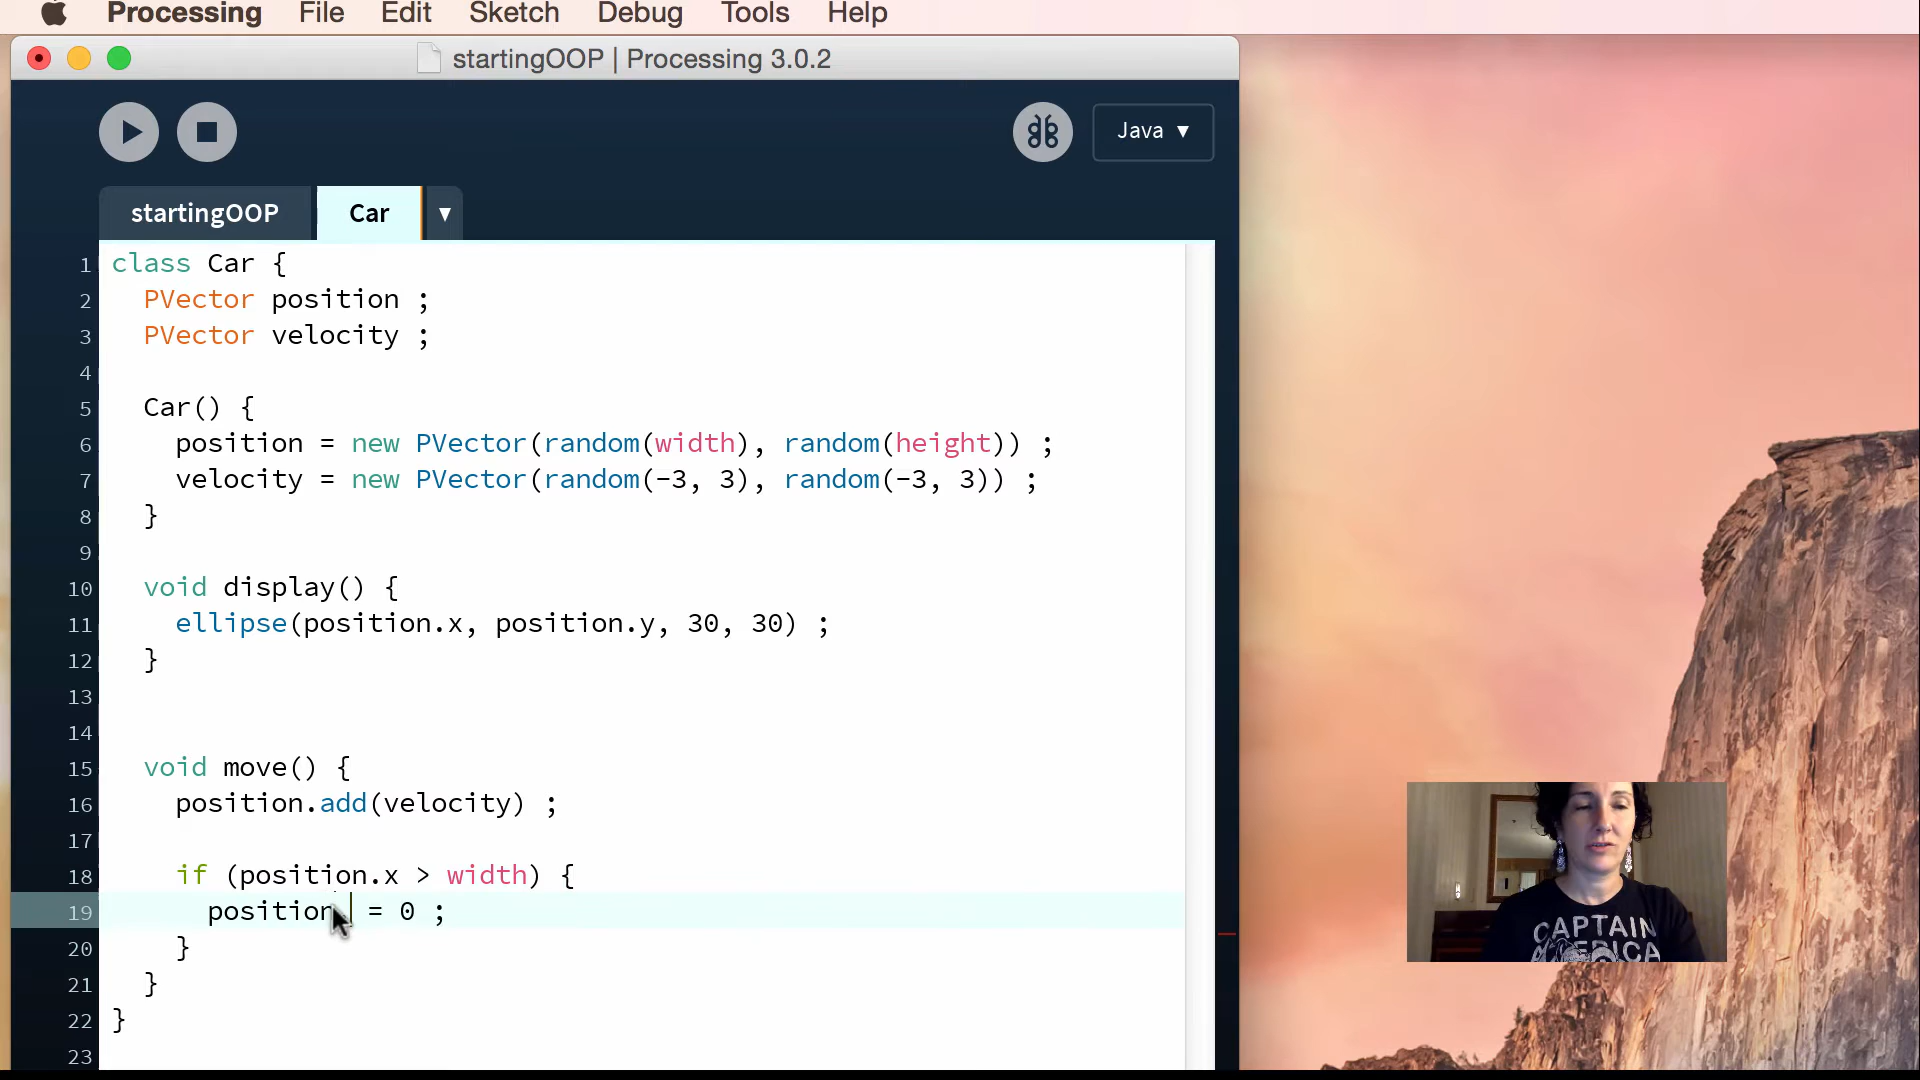 Processing File Edit Sketch Debug Tools Help
startingOOP | Processing 3.0.2
Java ▼
startingOOP Car ▼
1 class Car {
2 PVector position ;
3 PVector velocity ;
4
5 Car() {
6 position = new PVector(random(width), random(height)) ;
7 velocity = new PVector(random(-3, 3), random(-3, 3)) ;
8 }
9
10 void display() {
11 ellipse(position.x, position.y, 30, 30) ;
12 }
13
14
15 void move() {
16 position.add(velocity) ;
17
18 if (position.x > width) {
19 position = 0 ;
20 }
21 }
22 }
23
CAPTAIN
AMERICA